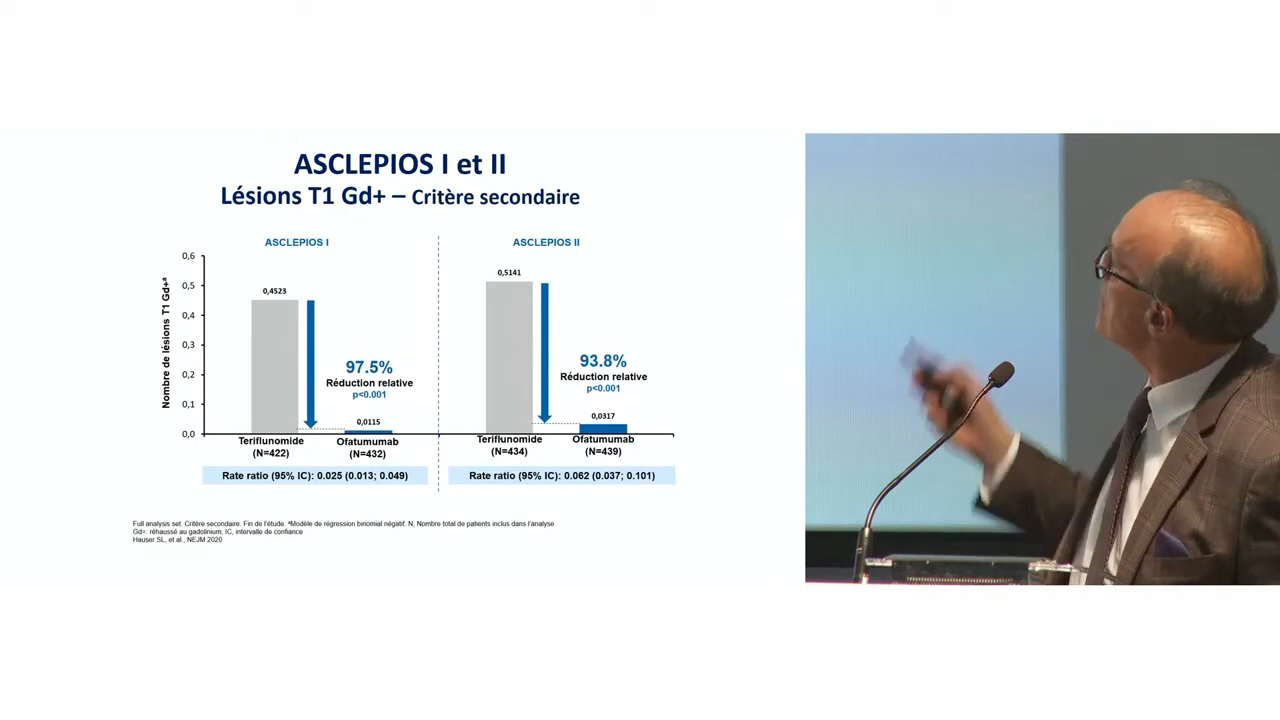 ASCLEPIOS I et II
Lésions T1 Gd+ – Critère secondaire
ASCLEPIOS I
ASCLEPIOS II
Nombre de lésions T1 Gd+ᵃ
0,6
0,5
0,4
0,3
0,2
0,1
0,0
0,4523
97.5%
Réduction relative
p<0.001
0,0115
Teriflunomide
(N=422)
Ofatumumab
(N=432)
0,5141
93.8%
Réduction relative
p<0.001
0,0317
Teriflunomide
(N=434)
Ofatumumab
(N=439)
Rate ratio (95% IC): 0.025 (0.013; 0.049)
Rate ratio (95% IC): 0.062 (0.037; 0.101)
Full analysis set. Critère secondaire. Fin de l'étude. ᵃModèle de régression binomial négatif. N, Nombre total de patients inclus dans l'analyse
Gd+: réhaussé au gadolinium, IC, intervalle de confiance
Hauser SL, et al., NEJM 2020